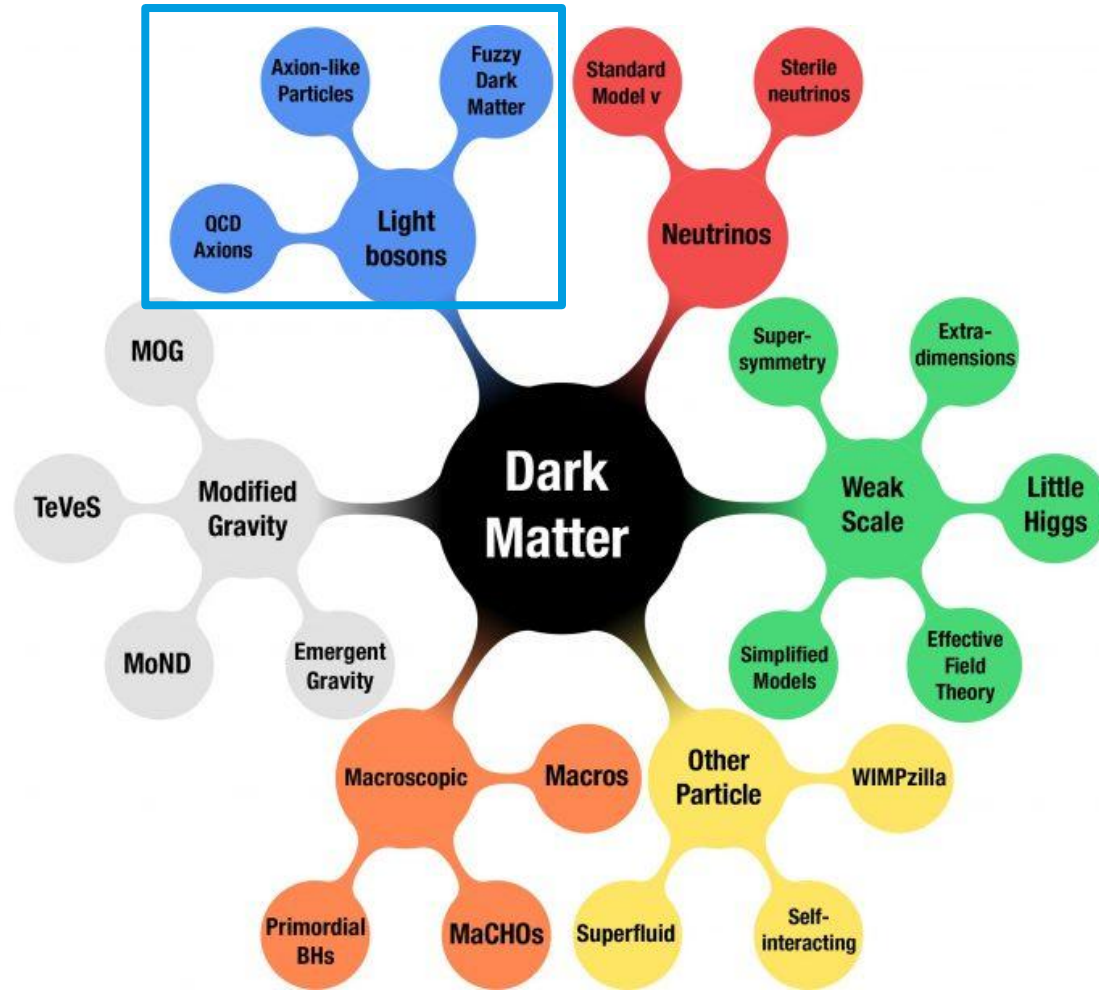 Axion-like
Particles
Fuzzy
Dark
Matter
QCD
Axions
Light
bosons
Standard
Model ν
Sterile
neutrinos
Neutrinos
MOG
TeVeS
Modified
Gravity
MoND
Emergent
Gravity
Dark
Matter
Super-
symmetry
Extra-
dimensions
Weak
Scale
Little
Higgs
Simplified
Models
Effective
Field
Theory
Macroscopic
Macros
Primordial
BHs
MaCHOs
Other
Particle
WIMPzilla
Superfluid
Self-
interacting